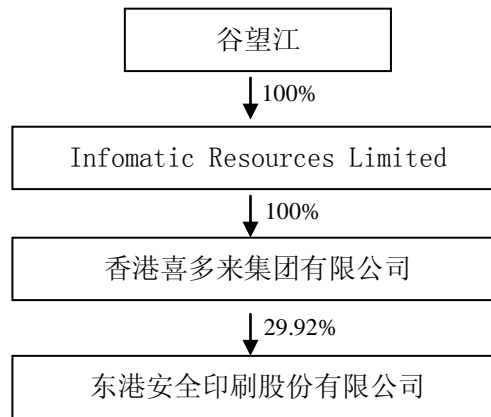 谷望江
100%
Infomatic Resources Limited
100%
香港喜多来集团有限公司
29.92%
东港安全印刷股份有限公司